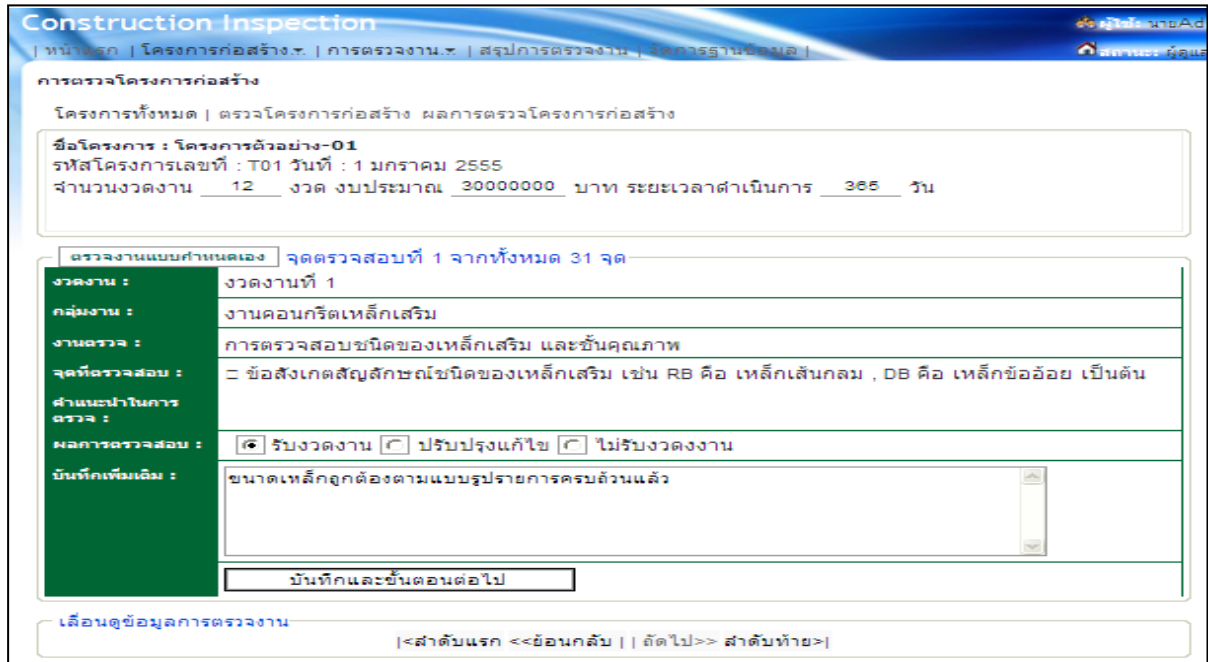 Construction Inspection
ผู้ใช้: นายAd
| หน้าแรก | โครงการก่อสร้าง. | การตรวจงาน. | สรุปการตรวจงาน | จัดการฐานข้อมูล |
สถานะ: ผู้ดูแล
การตรวจโครงการก่อสร้าง
โครงการทั้งหมด | ตรวจโครงการก่อสร้าง ผลการตรวจโครงการก่อสร้าง
ชื่อโครงการ : โครงการตัวอย่าง-01
รหัสโครงการเลขที่ : T01 วันที่ : 1 มกราคม 2555
จำนวนงวดงาน 12 งวด งบประมาณ 30000000 บาท ระยะเวลาดำเนินการ 365 วัน
ตรวจงานแบบกำหนดเอง จุดตรวจสอบที่ 1 จากทั้งหมด 31 จุด
งวดงาน : งวดงานที่ 1
กลุ่มงาน : งานคอนกรีตเหล็กเสริม
งานตรวจ : การตรวจสอบชนิดของเหล็กเสริม และชั้นคุณภาพ
จุดที่ตรวจสอบ : □ ข้อสังเกตสัญลักษณ์ชนิดของเหล็กเสริม เช่น RB คือ เหล็กเส้นกลม , DB คือ เหล็กข้ออ้อย เป็นต้น
คำแนะนำในการ
ตรวจ :
ผลการตรวจสอบ : รับงวดงาน ปรับปรุงแก้ไข ไม่รับงวดงงาน
บันทึกเพิ่มเติม : ขนาดเหล็กถูกต้องตามแบบรูปรายการครบถ้วนแล้ว
บันทึกและขั้นตอนต่อไป
เลื่อนดูข้อมูลการตรวจงาน
|<ลำดับแรก <<ย้อนกลับ | | ถัดไป>> ลำดับท้าย>|